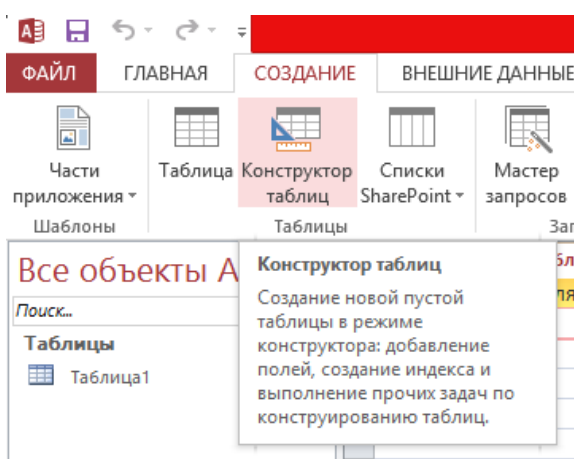 ФАЙЛ ГЛАВНАЯ СОЗДАНИЕ ВНЕШНИЕ ДАННЫЕ
Части приложения
Таблица
Конструктор таблиц
Списки SharePoint
Мастер запросов
Шаблоны
Таблицы
Все объекты A
Поиск...
Таблицы
Таблица1
Конструктор таблиц
Создание новой пустой
таблицы в режиме
конструктора: добавление
полей, создание индекса и
выполнение прочих задач по
конструированию таблиц.